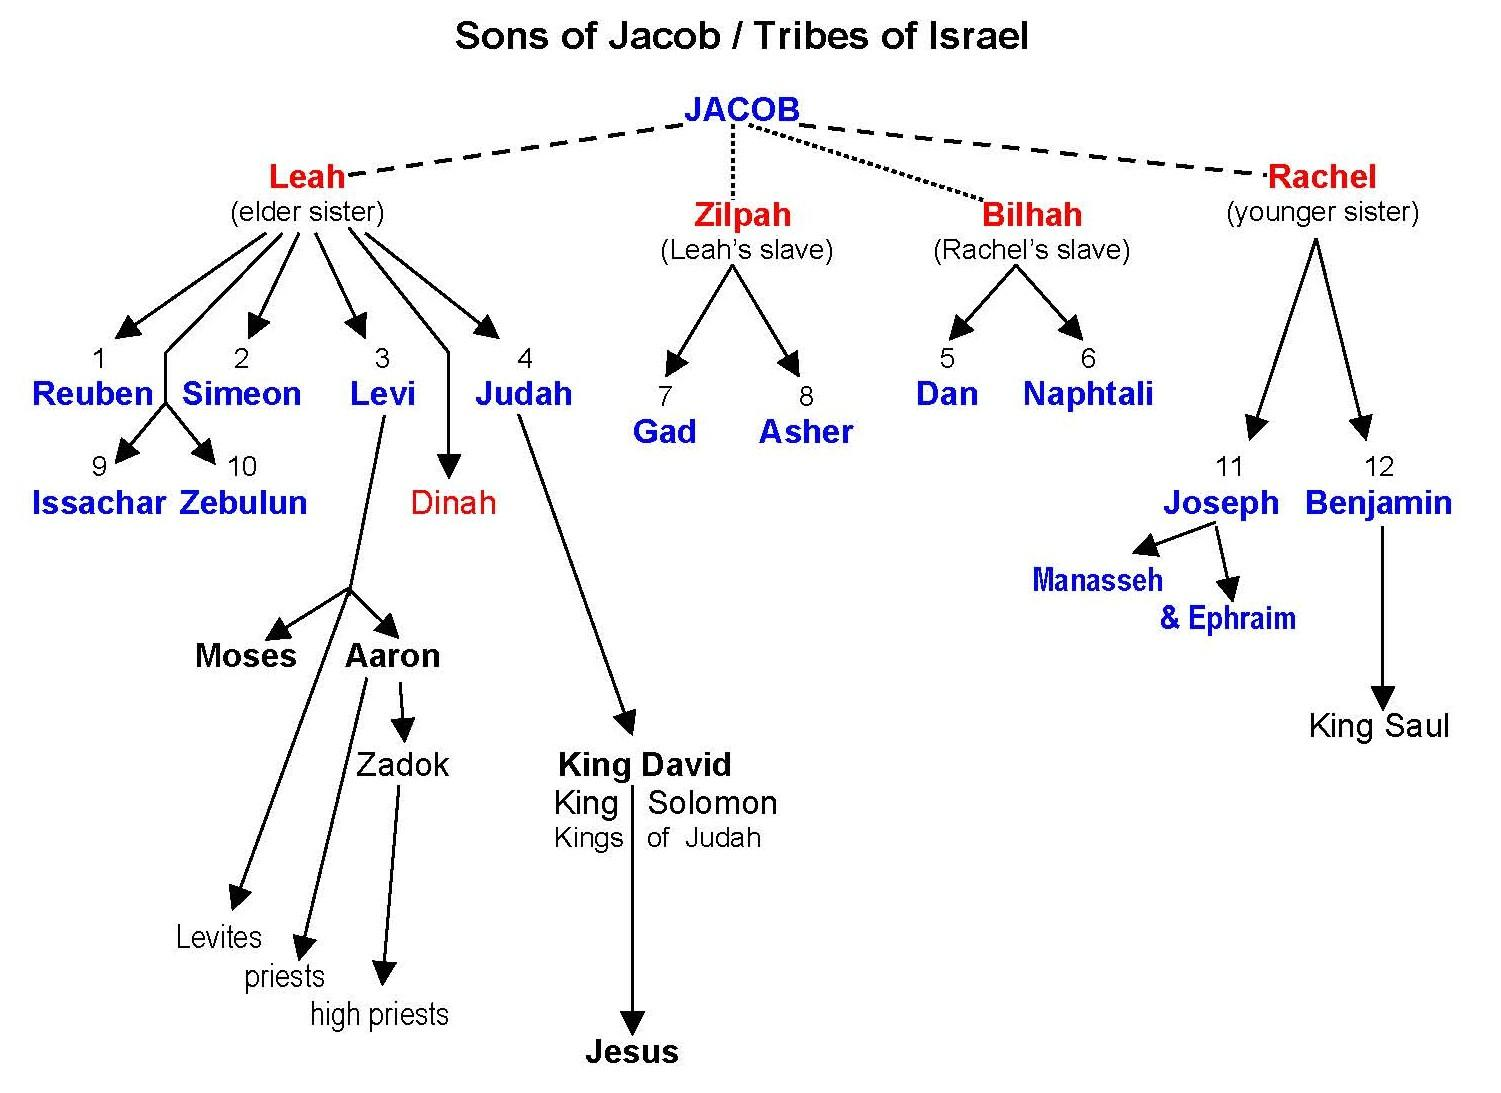 Sons of Jacob / Tribes of Israel
JACOB
Leah
(elder sister)
Zilpah
(Leah's slave)
Bilhah
(Rachel's slave)
Rachel
(younger sister)
1
Reuben
2
Simeon
3
Levi
4
Judah
7
Gad
8
Asher
5
Dan
6
Naphtali
9
Issachar
10
Zebulun
Dinah
11
Joseph
12
Benjamin
Manasseh
& Ephraim
Moses
Aaron
Zadok
King David
King Solomon
Kings of Judah
King Saul
Levites
priests
high priests
Jesus